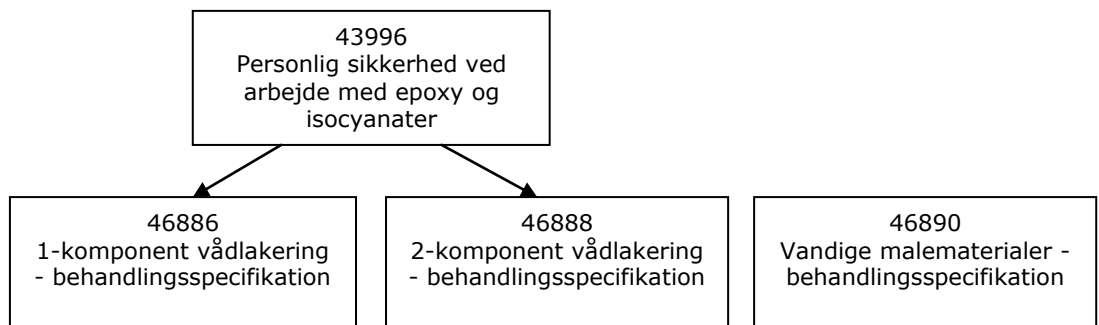 43996
Personlig sikkerhed ved
arbejde med epoxy og
isocyanater
46886
1-komponent vådlakering
- behandlingsspecifikation
46888
2-komponent vådlakering
- behandlingsspecifikation
46890
Vandige malematerialer -
behandlingsspecifikation